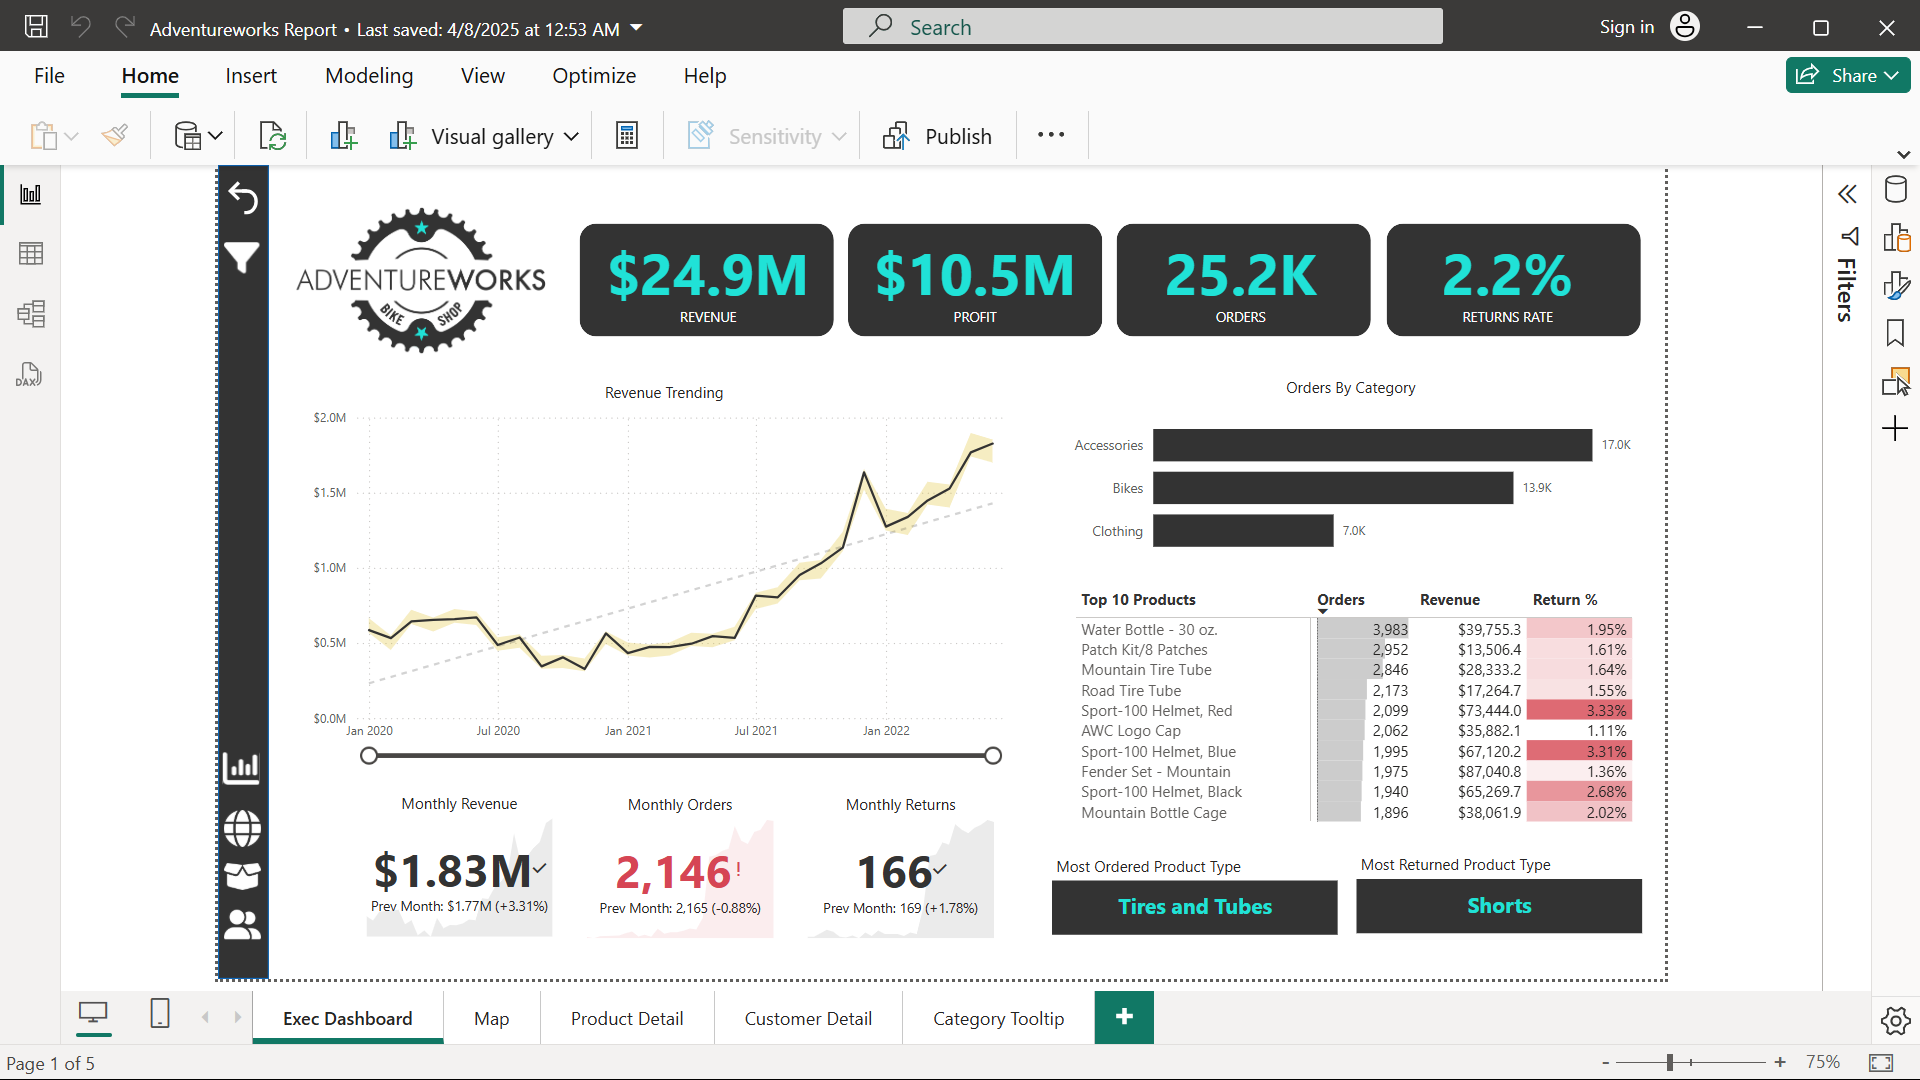 Adventureworks Report • Last saved: 4/8/2025 at 12:53 AM
Search
Sign in
File Home Insert Modeling View Optimize Help
Share
Visual gallery
Sensitivity
Publish
DAX
ADVENTUREWORKS
BIKE SHOP
$24.9M
REVENUE
$10.5M
PROFIT
25.2K
ORDERS
2.2%
RETURNS RATE
Filters
Revenue Trending
$2.0M
$1.5M
$1.0M
$0.5M
$0.0M
Jan 2020 Jul 2020 Jan 2021 Jul 2021 Jan 2022
Orders By Category
Accessories 17.0K
Bikes 13.9K
Clothing 7.0K
Top 10 Products Orders Revenue Return %
Water Bottle - 30 oz. 3,983 $39,755.3 1.95%
Patch Kit/8 Patches 2,952 $13,506.4 1.61%
Mountain Tire Tube 2,846 $28,333.2 1.64%
Road Tire Tube 2,173 $17,264.7 1.55%
Sport-100 Helmet, Red 2,099 $73,444.0 3.33%
AWC Logo Cap 2,062 $35,882.1 1.11%
Sport-100 Helmet, Blue 1,995 $67,120.2 3.31%
Fender Set - Mountain 1,975 $87,040.8 1.36%
Sport-100 Helmet, Black 1,940 $65,269.7 2.68%
Mountain Bottle Cage 1,896 $38,061.9 2.02%
Monthly Revenue
$1.83M
Prev Month: $1.77M (+3.31%)
Monthly Orders
2,146!
Prev Month: 2,165 (-0.88%)
Monthly Returns
166
Prev Month: 169 (+1.78%)
Most Ordered Product Type
Tires and Tubes
Most Returned Product Type
Shorts
Exec Dashboard Map Product Detail Customer Detail Category Tooltip
Page 1 of 5
75%